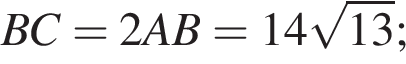 BC = 2AB = 14√13;